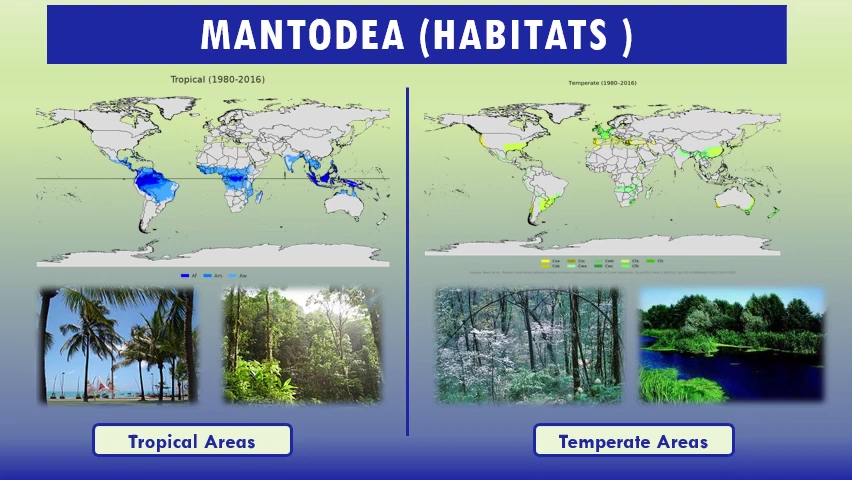 MANTODEA (HABITATS )
Tropical (1980-2016)
Temperate (1980-2016)
Af Am Aw
Tropical Areas
Temperate Areas